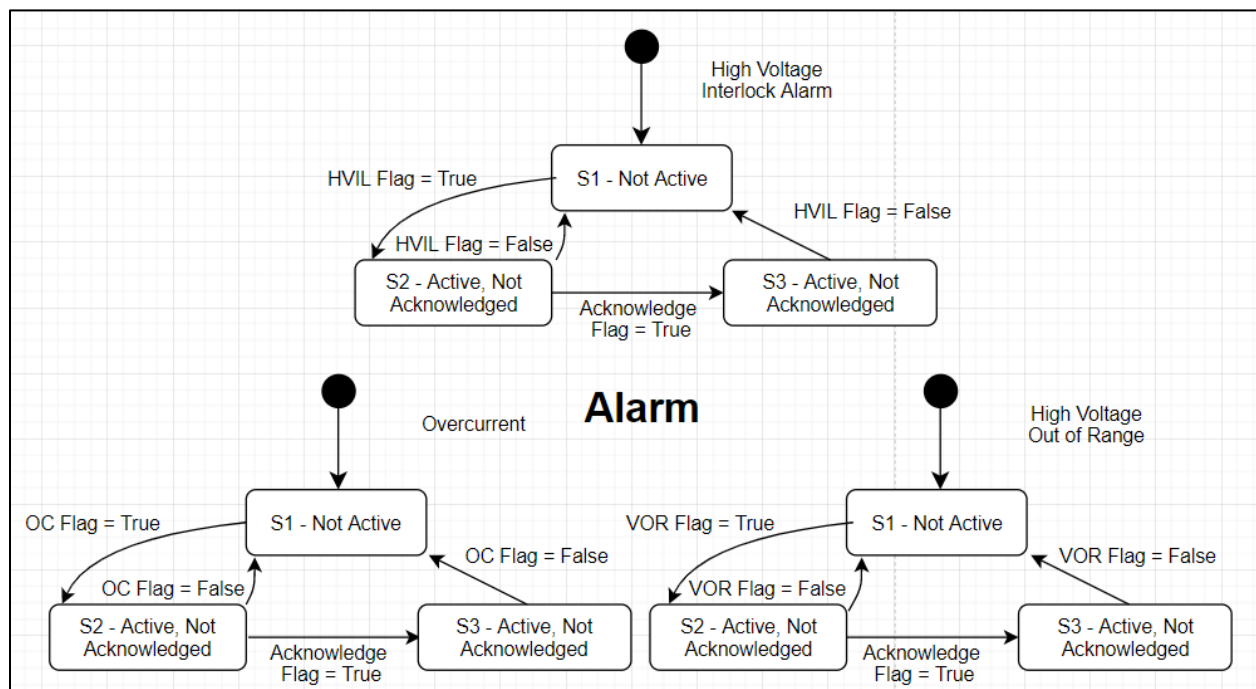 High Voltage
Interlock Alarm
S1 - Not Active
HVIL Flag = True
HVIL Flag = False
HVIL Flag = False
S2 - Active, Not
Acknowledged
Acknowledge
Flag = True
S3 - Active, Not
Acknowledged
Alarm
Overcurrent
S1 - Not Active
OC Flag = True
OC Flag = False
OC Flag = False
S2 - Active, Not
Acknowledged
Acknowledge
Flag = True
S3 - Active, Not
Acknowledged
High Voltage
Out of Range
S1 - Not Active
VOR Flag = True
VOR Flag = False
VOR Flag = False
S2 - Active, Not
Acknowledged
Acknowledge
Flag = True
S3 - Active, Not
Acknowledged